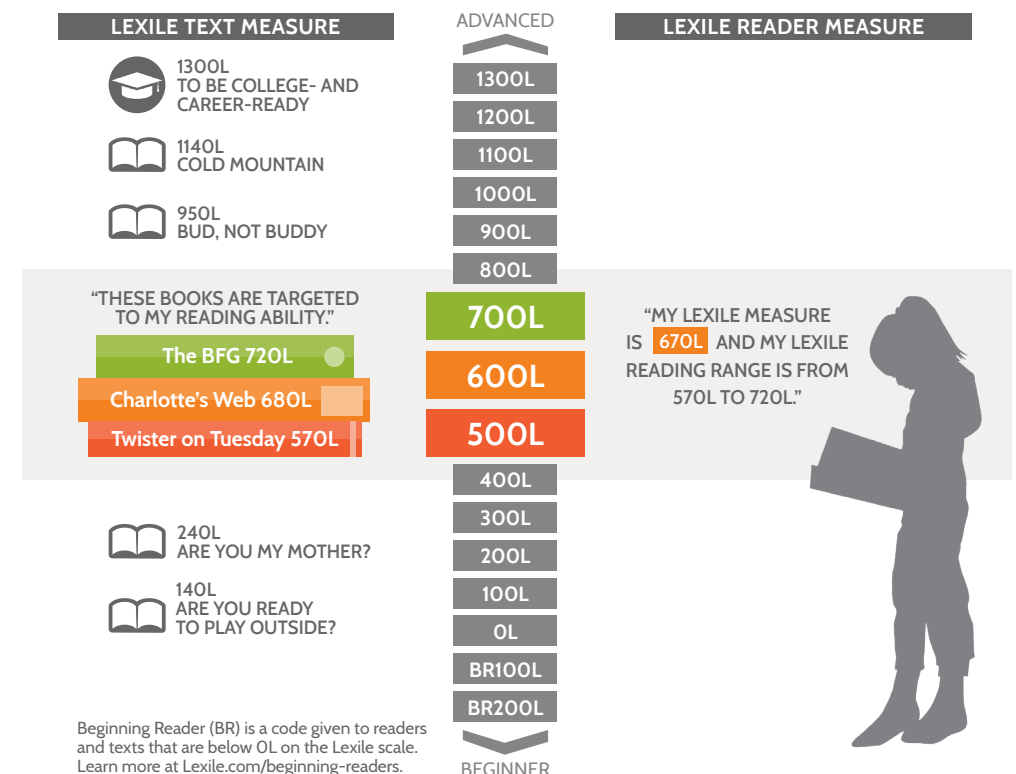 LEXILE TEXT MEASURE
1300L
TO BE COLLEGE- AND
CAREER-READY
1140L
COLD MOUNTAIN
950L
BUD, NOT BUDDY
“THESE BOOKS ARE TARGETED
TO MY READING ABILITY.”
The BFG 720L
Charlotte’s Web 680L
Twister on Tuesday 570L
240L
ARE YOU MY MOTHER?
140L
ARE YOU READY
TO PLAY OUTSIDE?
Beginning Reader (BR) is a code given to readers
and texts that are below 0L on the Lexile scale.
Learn more at Lexile.com/beginning-readers.
ADVANCED
1300L
1200L
1100L
1000L
900L
800L
700L
600L
500L
400L
300L
200L
100L
0L
BR100L
BR200L
BEGINNER
LEXILE READER MEASURE
“MY LEXILE MEASURE
IS 670L AND MY LEXILE
READING RANGE IS FROM
570L TO 720L.”